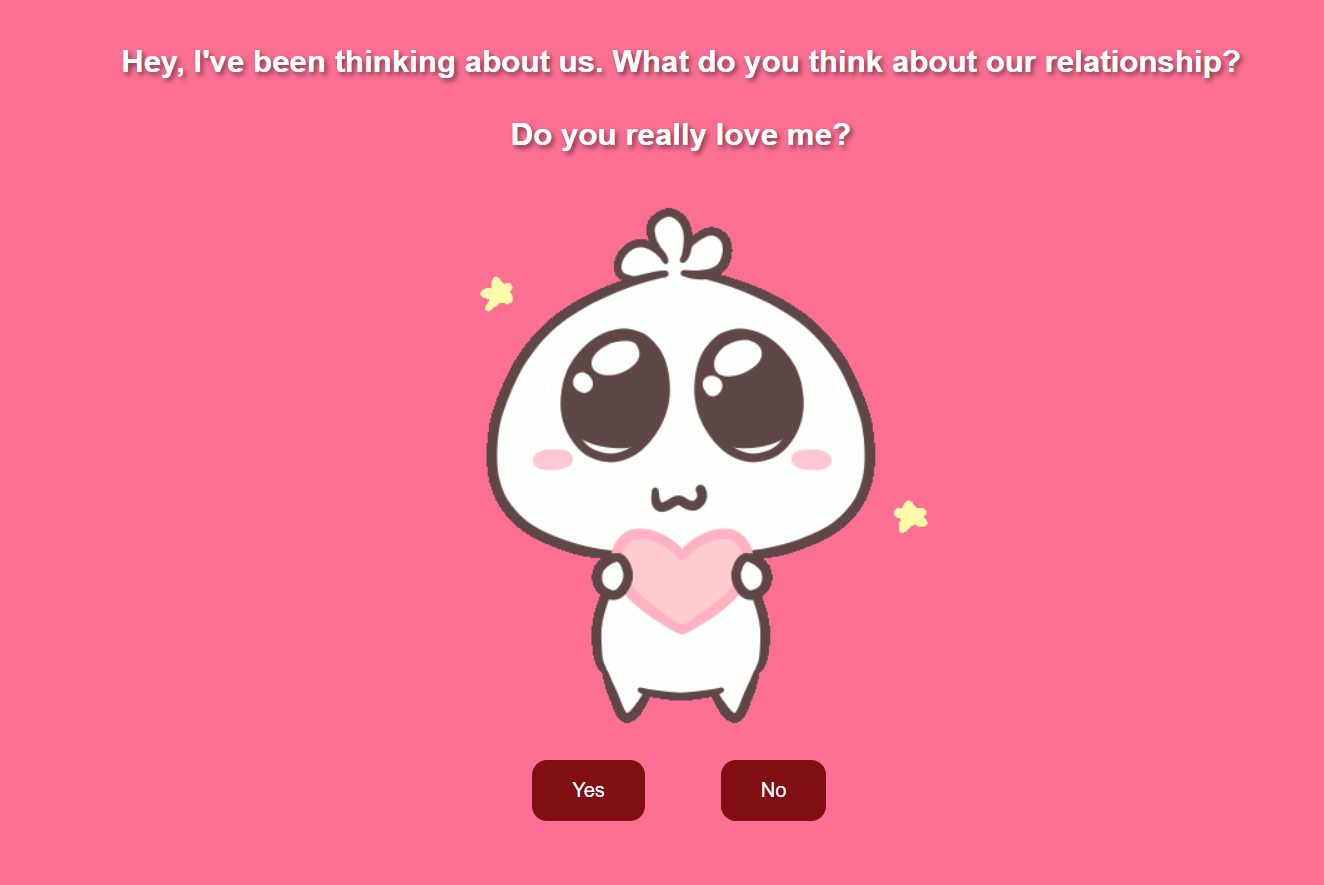 Hey, I've been thinking about us. What do you think about our relationship?
Do you really love me?
Yes No